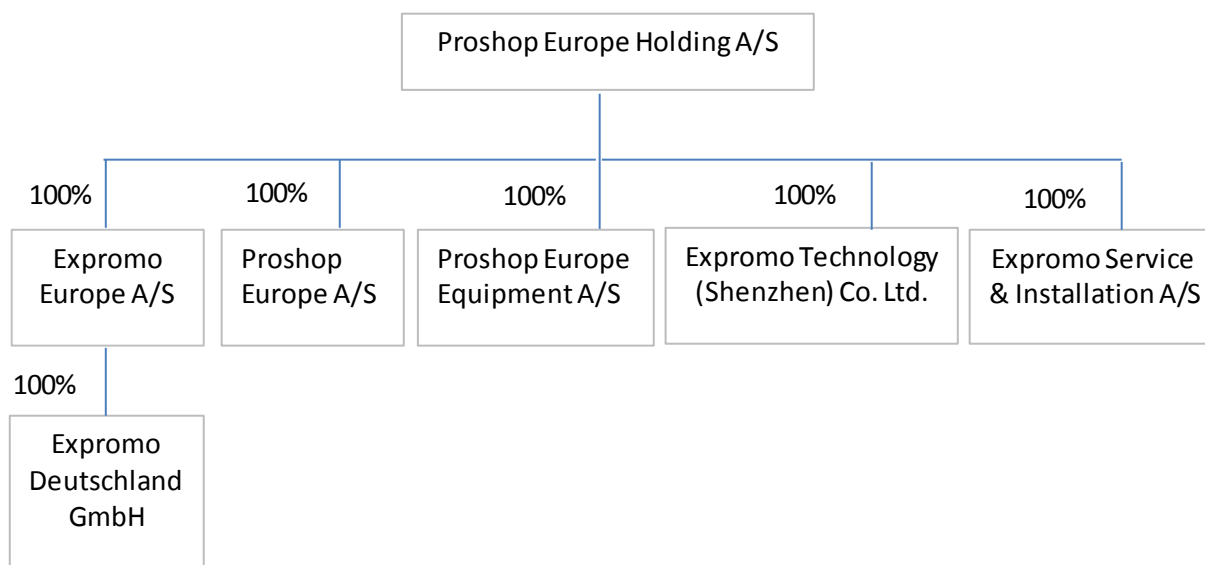 Proshop Europe Holding A/S
100%
100%
100%
100%
100%
Expromo
Europe A/S
Proshop
Europe A/S
Proshop Europe
Equipment A/S
Expromo Technology
(Shenzhen) Co. Ltd.
Expromo Service
& Installation A/S
100%
Expromo
Deutschland
GmbH